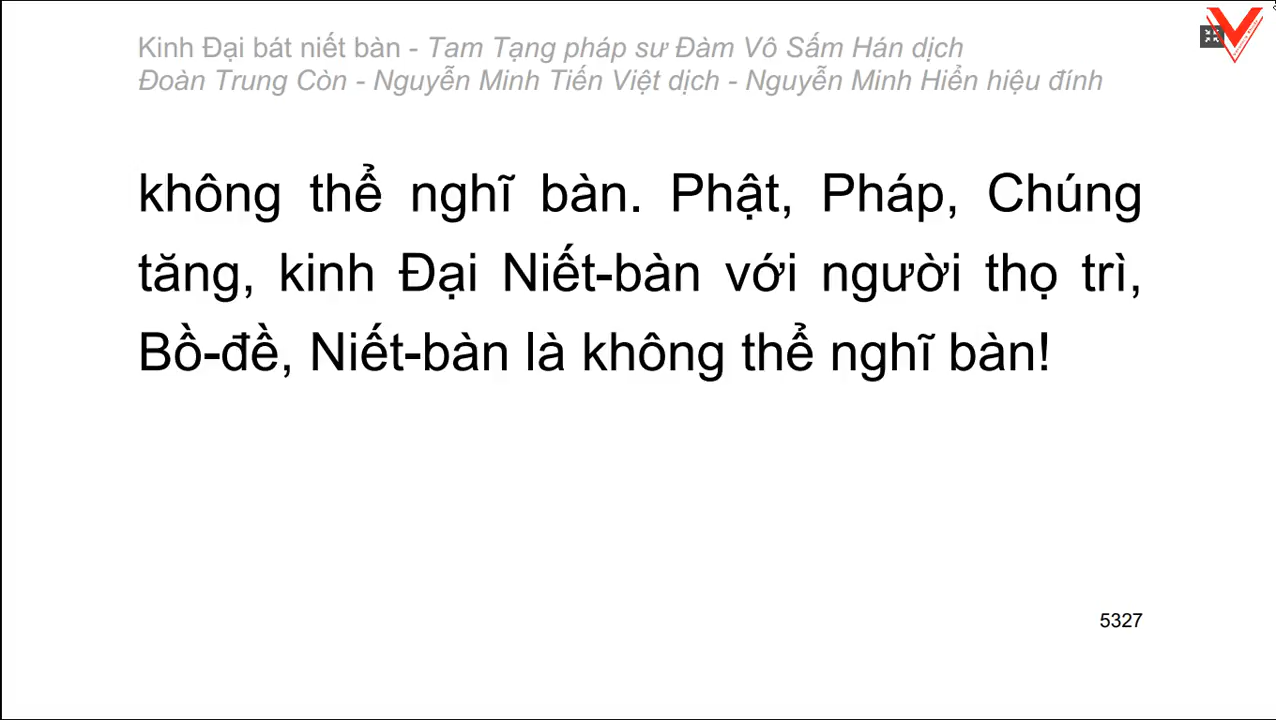 Kinh Đại bát niết bàn - Tam Tạng pháp sư Đàm Vô Sấm Hán dịch
Đoàn Trung Còn - Nguyễn Minh Tiến Việt dịch - Nguyễn Minh Hiển hiệu đính
không thể nghĩ bàn. Phật, Pháp, Chúng
tăng, kinh Đại Niết-bàn với người thọ trì,
Bồ-đề, Niết-bàn là không thể nghĩ bàn!
5327